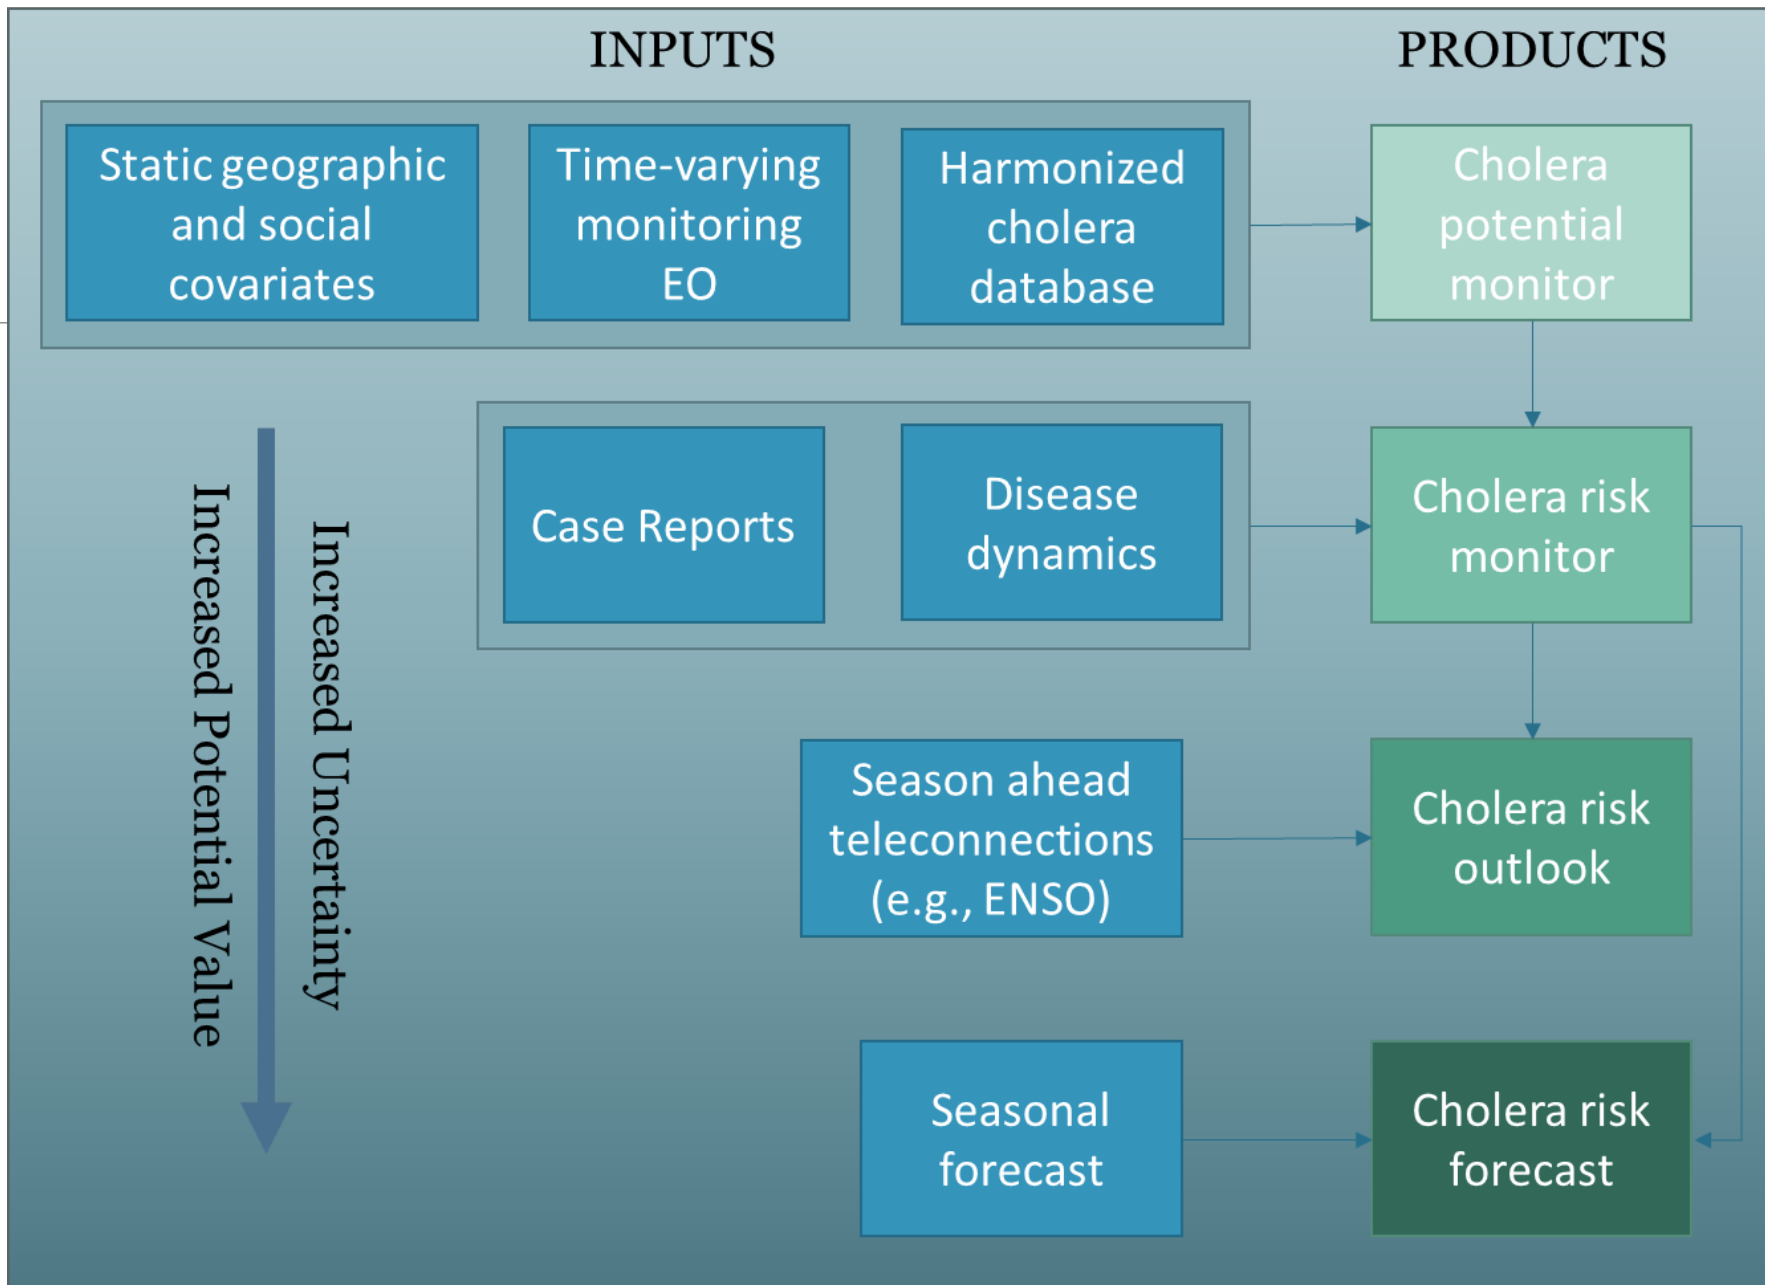 INPUTS
PRODUCTS
Static geographic
and social
covariates
Time-varying
monitoring
EO
Harmonized
cholera
database
Cholera
potential
monitor
Increased Potential Value
Increased Uncertainty
Case Reports
Disease
dynamics
Cholera risk
monitor
Season ahead
teleconnections
(e.g., ENSO)
Cholera risk
outlook
Seasonal
forecast
Cholera risk
forecast